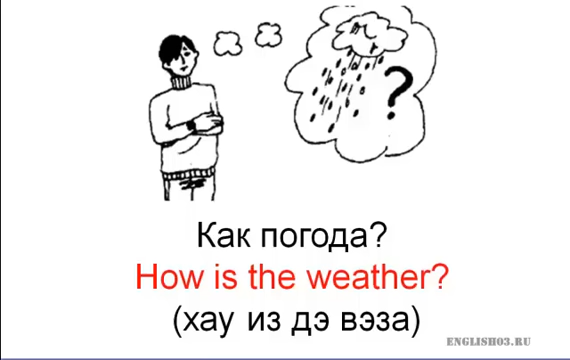 ?
Как погода?
How is the weather?
(хау из дэ вэза)
ENGLISH03.RU